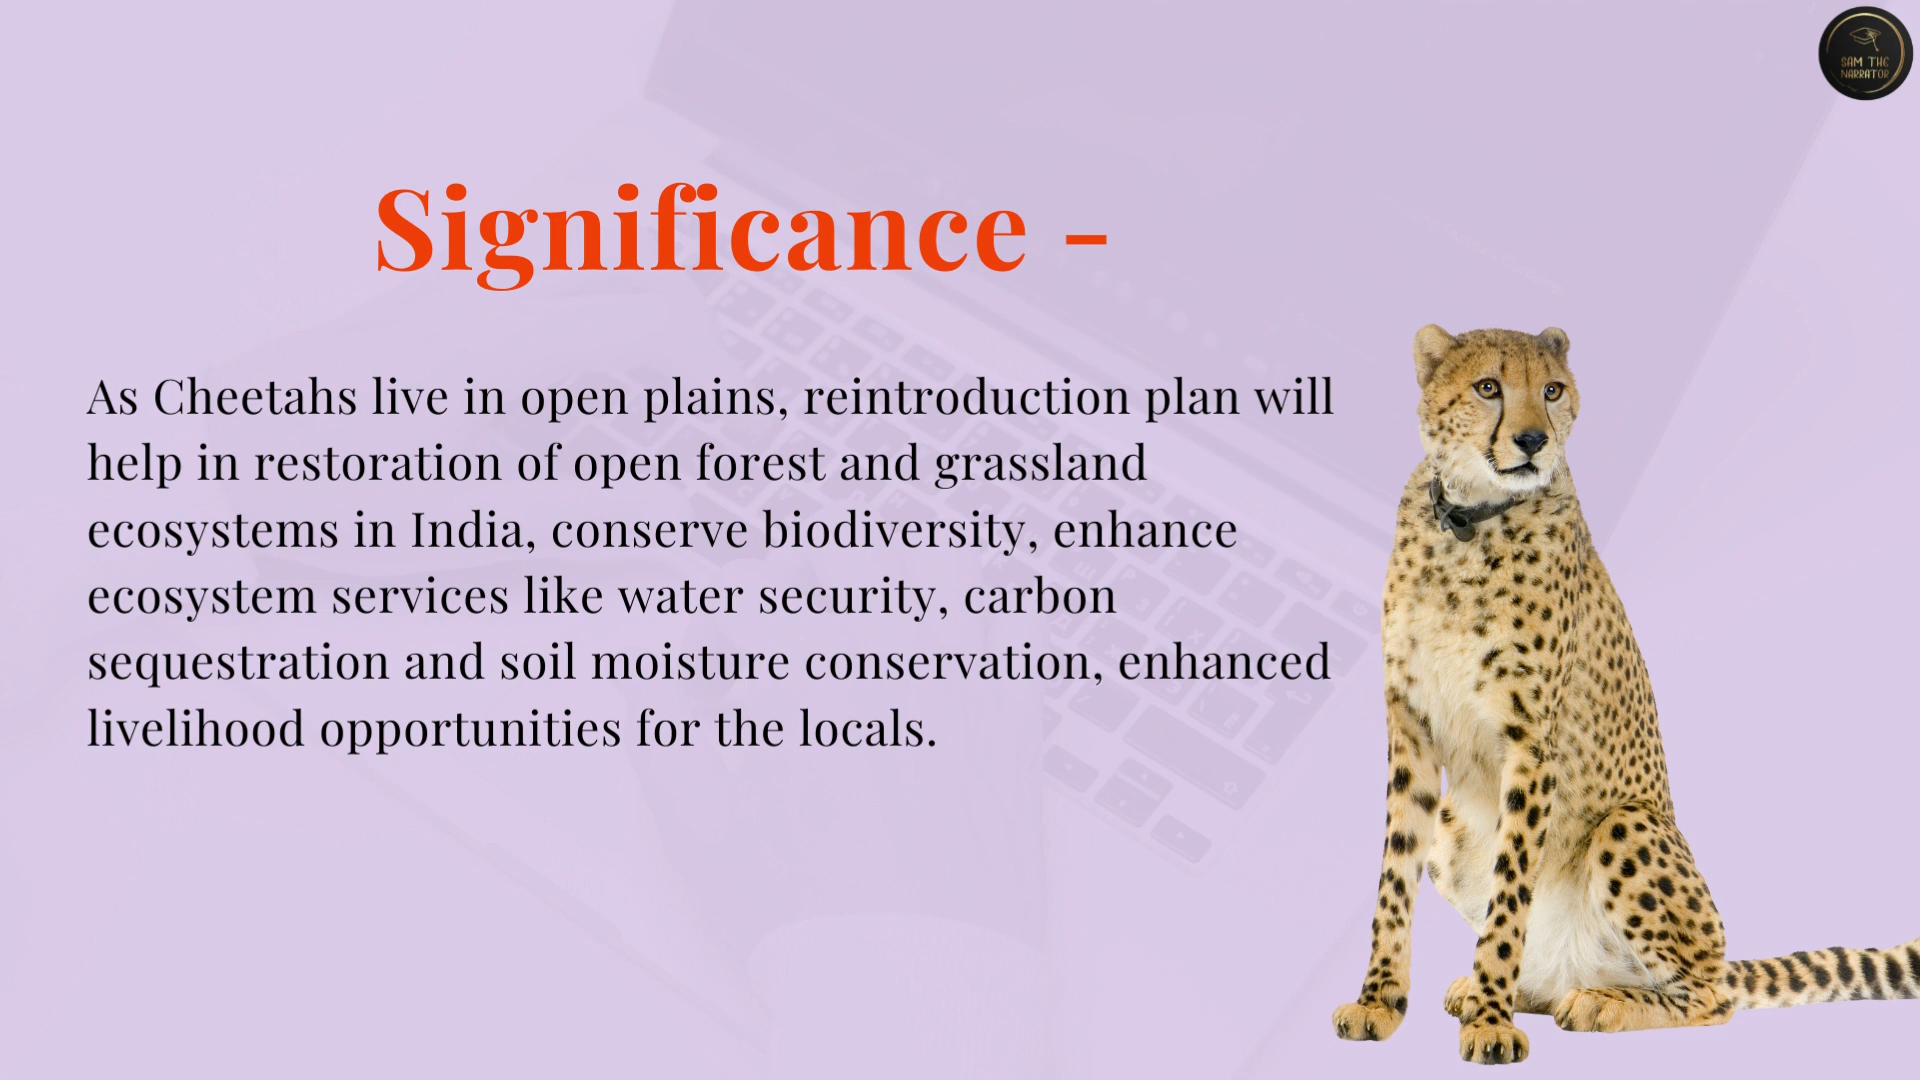 SAM THE
NARRATOR
Significance -
As Cheetahs live in open plains, reintroduction plan will
help in restoration of open forest and grassland
ecosystems in India, conserve biodiversity, enhance
ecosystem services like water security, carbon
sequestration and soil moisture conservation, enhanced
livelihood opportunities for the locals.